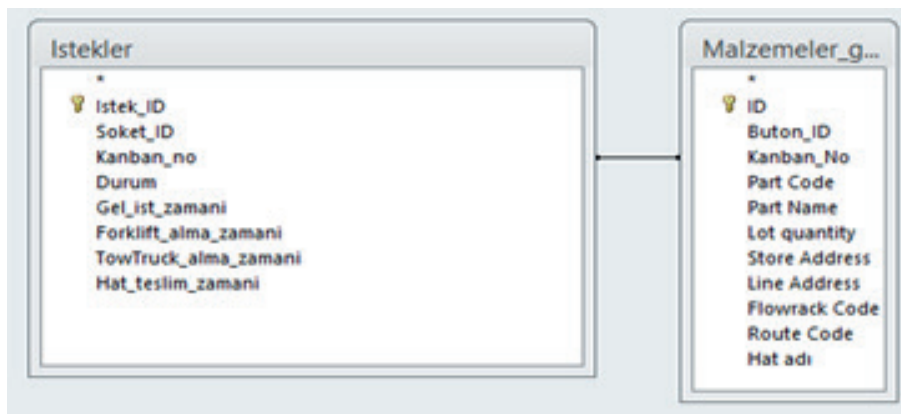 Istekler
*
Istek_ID
Soket_ID
Kanban_no
Durum
Gel_ist_zamani
Forklift_alma_zamani
TowTruck_alma_zamani
Hat_teslim_zamani
Malzemeler_g...
*
ID
Buton_ID
Kanban_No
Part Code
Part Name
Lot quantity
Store Address
Line Address
Flowrack Code
Route Code
Hat adı